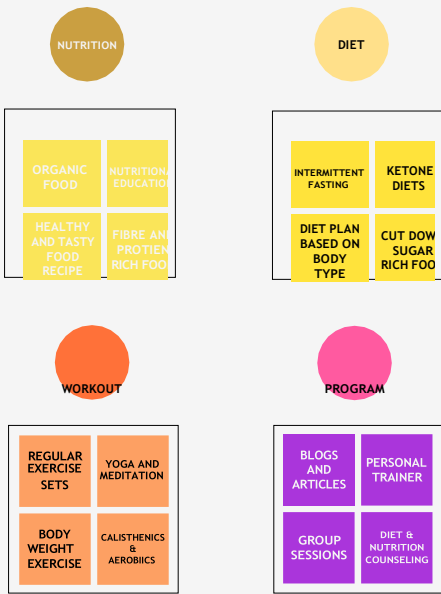 NUTRITION
DIET
ORGANIC
FOOD
NUTRITIONA
EDUCATIO
HEALTHY
AND TASTY
FOOD
RECIPE
FIBRE AN
PROTIEN
RICH FOO
INTERMITTENT
FASTING
KETONE
DIETS
DIET PLAN
BASED ON
BODY
TYPE
CUT DOW
SUGAR
RICH FOO
WORKOUT
PROGRAM
REGULAR
EXERCISE
SETS
YOGA AND
MEDITATION
BODY
WEIGHT
EXERCISE
CALISTHENICS
&
AEROBIICS
BLOGS
AND
ARTICLES
PERSONAL
TRAINER
GROUP
SESSIONS
DIET &
NUTRITION
COUNSELING